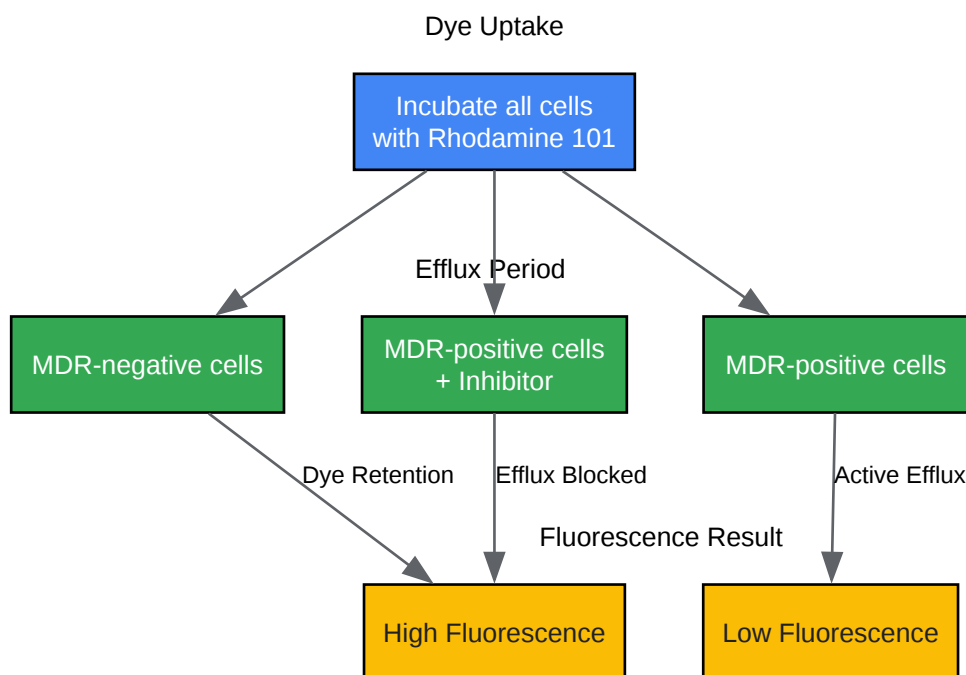 Dye Uptake
Incubate all cells
with Rhodamine 101
Efflux Period
MDR-negative cells
MDR-positive cells
+ Inhibitor
MDR-positive cells
Dye Retention
Efflux Blocked
Active Efflux
Fluorescence Result
High Fluorescence
Low Fluorescence